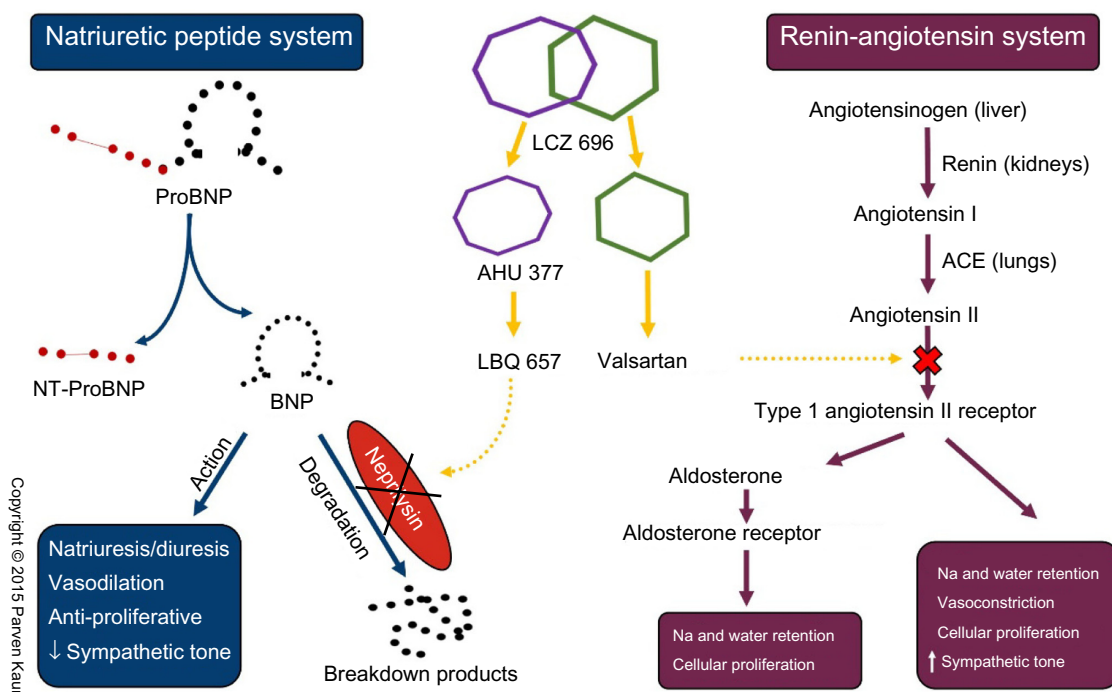 Natriuretic peptide system
ProBNP
NT-ProBNP
BNP
Action
Degradation
Neprilysin
Natriuresis/diuresis
Vasodilation
Anti-proliferative
↓ Sympathetic tone
Breakdown products
LCZ 696
AHU 377
LBQ 657
Valsartan
Renin-angiotensin system
Angiotensinogen (liver)
Renin (kidneys)
Angiotensin I
ACE (lungs)
Angiotensin II
Type 1 angiotensin II receptor
Aldosterone
Aldosterone receptor
Na and water retention
Cellular proliferation
Na and water retention
Vasoconstriction
Cellular proliferation
↑ Sympathetic tone
Copyright © 2015 Parven Kaur